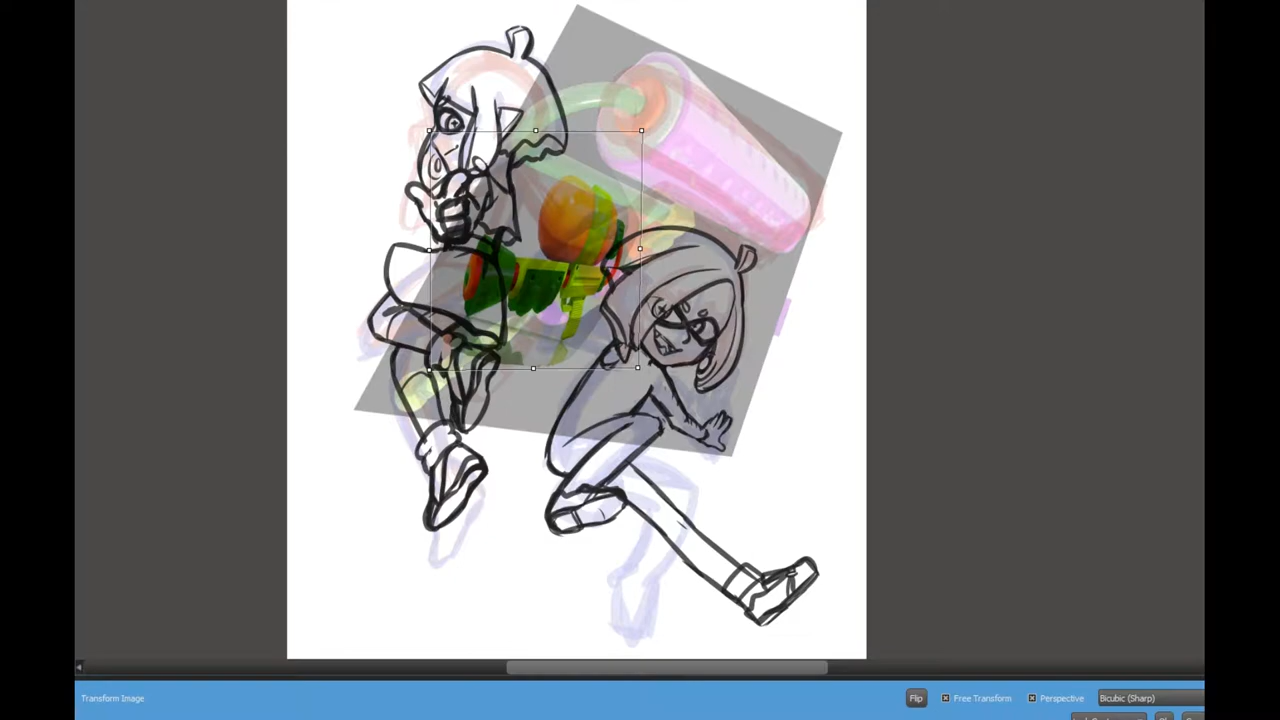 Transform Image
Flip
Free Transform
Perspective
Bicubic (Sharp)